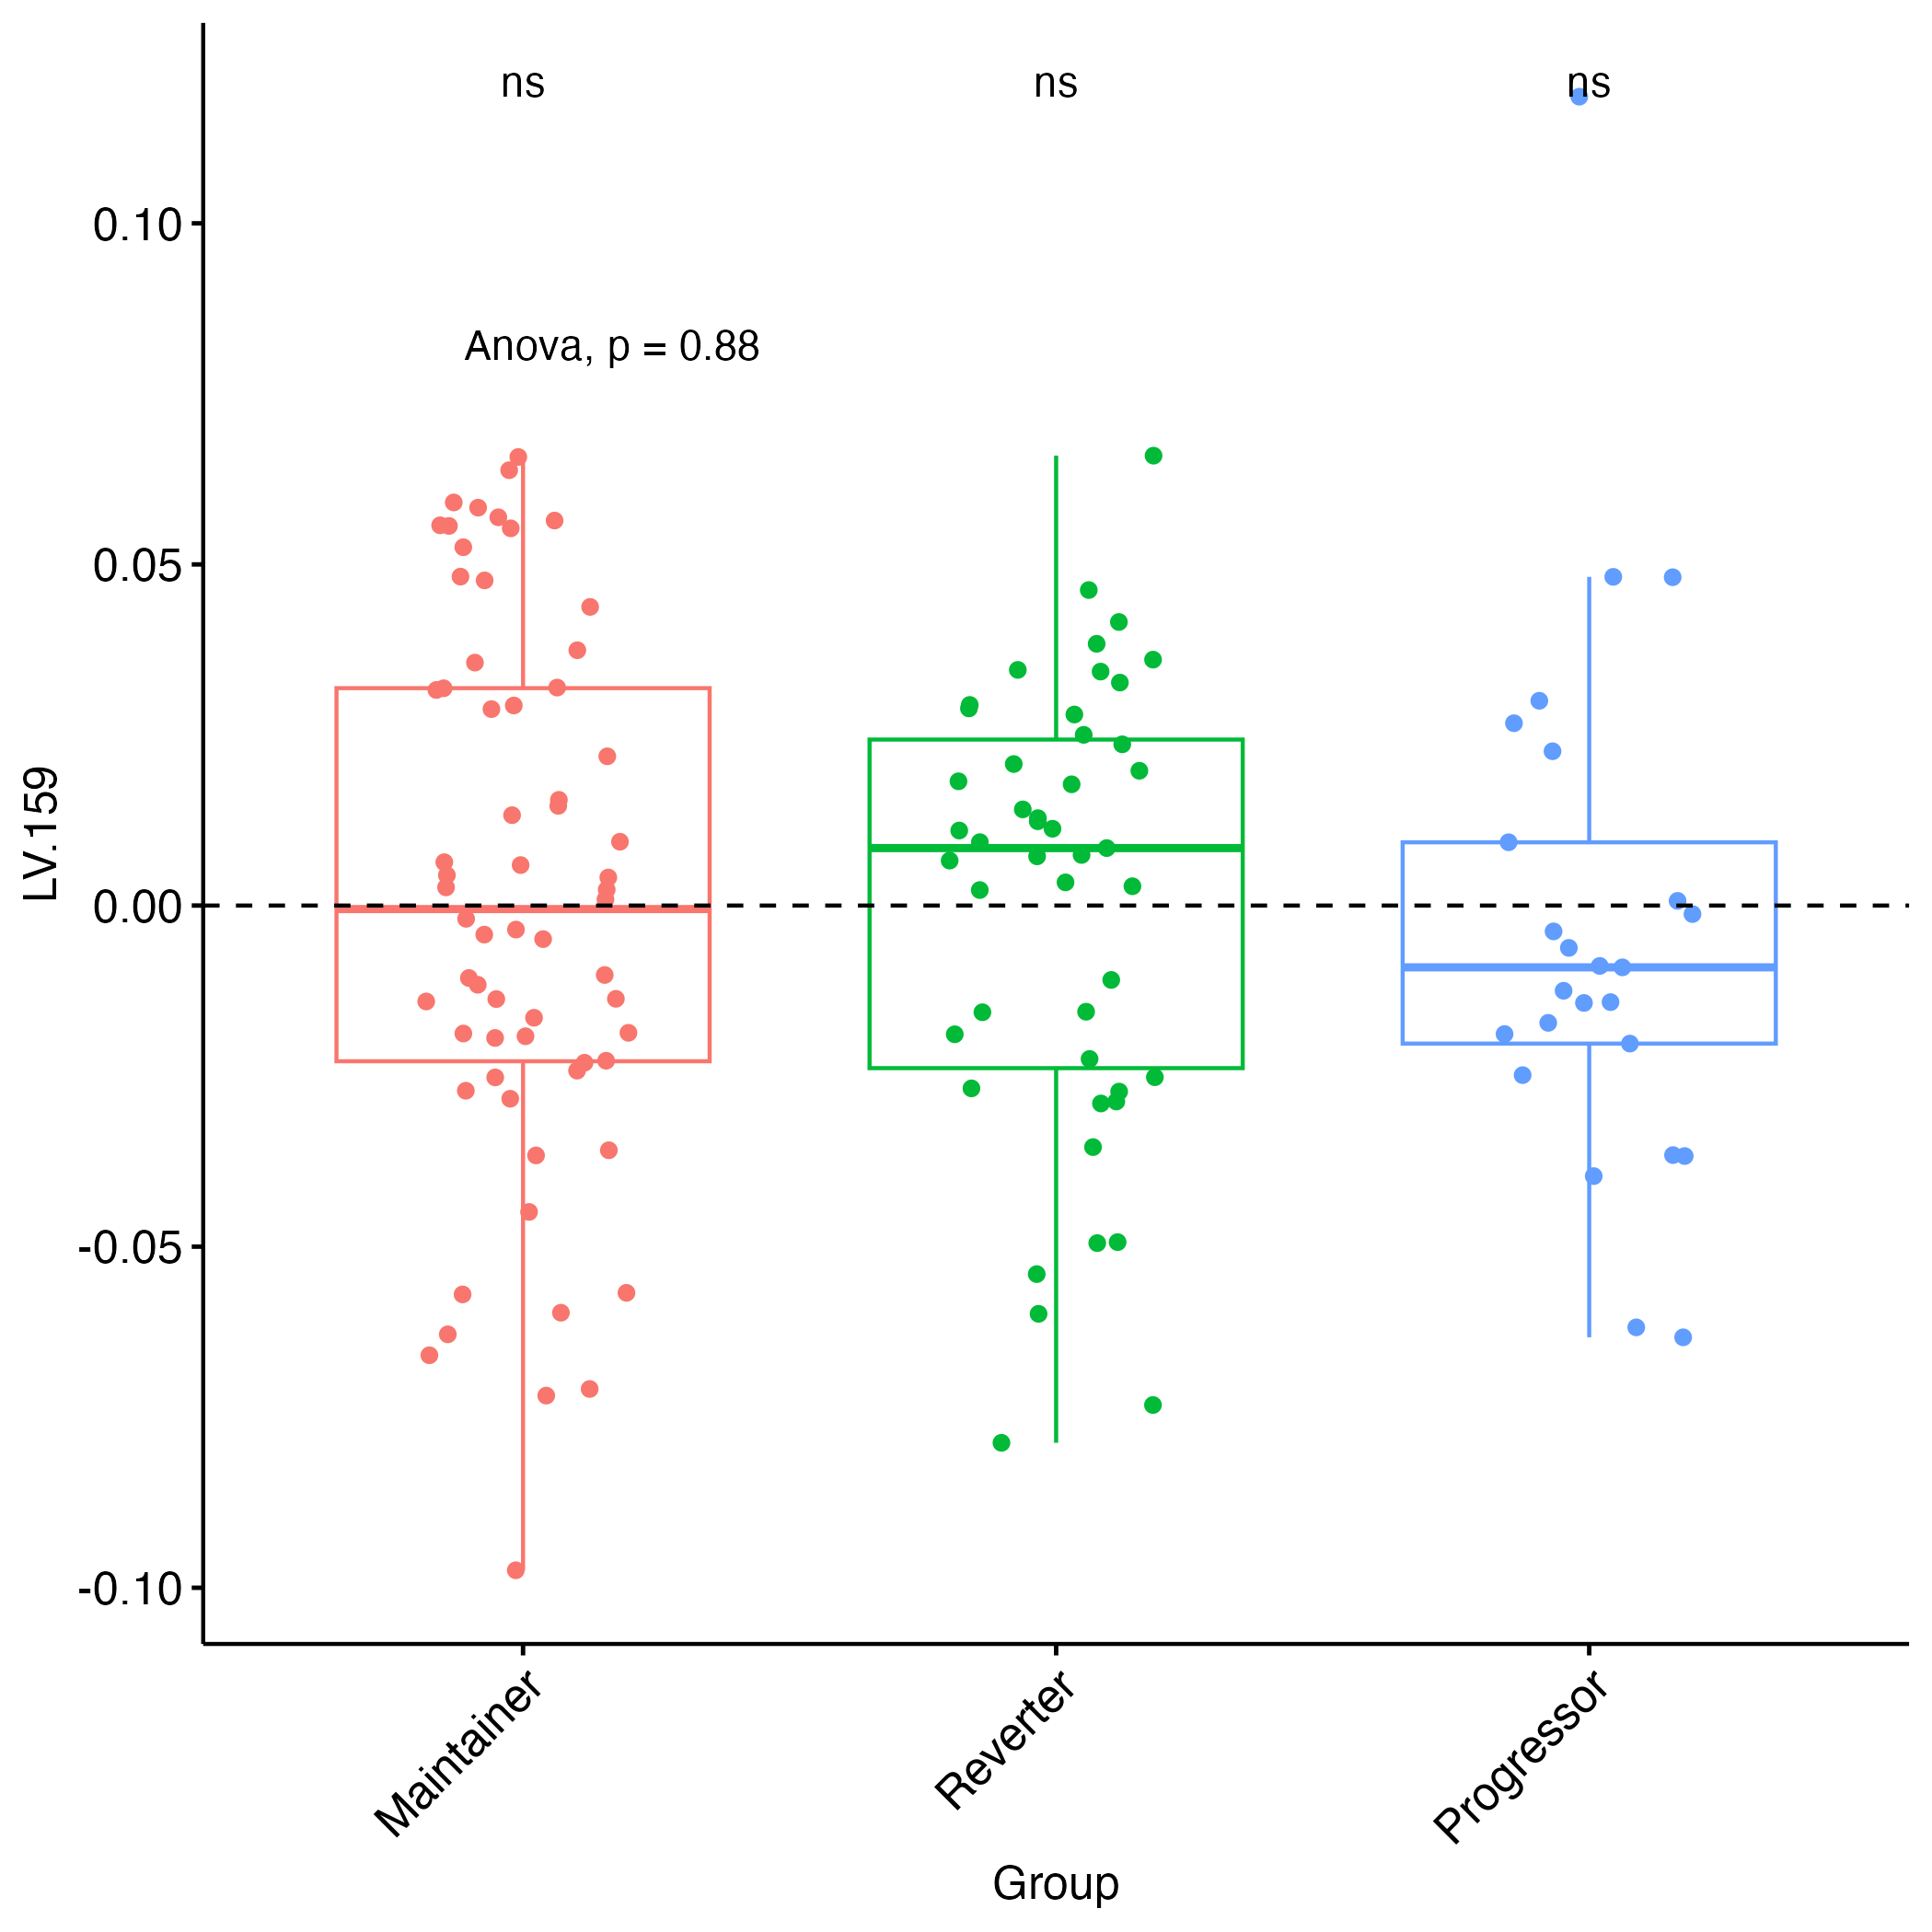 ns ns ns
0.10
Anova, p = 0.88
0.05
LV.159
0.00
-0.05
-0.10
Maintainer Reverter Progressor
Group